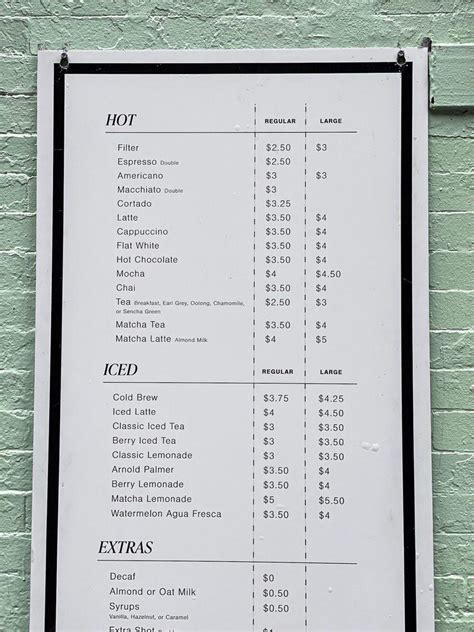 HOT REGULAR LARGE
Filter $2.50 $3
Espresso Double $2.50
Americano $3 $3
Macchiato Double $3
Cortado $3.25
Latte $3.50 $4
Cappuccino $3.50 $4
Flat White $3.50 $4
Hot Chocolate $3.50 $4
Mocha $4 $4.50
Chai $3.50 $4
Tea Breakfast, Earl Grey, Oolong, Chamomile, $2.50 $3
or Sencha Green
Matcha Tea $3.50 $4
Matcha Latte Almond Milk $4 $5
ICED REGULAR LARGE
Cold Brew $3.75 $4.25
Iced Latte $4 $4.50
Classic Iced Tea $3 $3.50
Berry Iced Tea $3 $3.50
Classic Lemonade $3 $3.50
Arnold Palmer $3.50 $4
Berry Lemonade $3.50 $4
Matcha Lemonade $5 $5.50
Watermelon Agua Fresca $3.50 $4
EXTRAS
Decaf $0
Almond or Oat Milk $0.50
Syrups $0.50
Vanilla, Hazelnut, or Caramel
Extra Shot $1